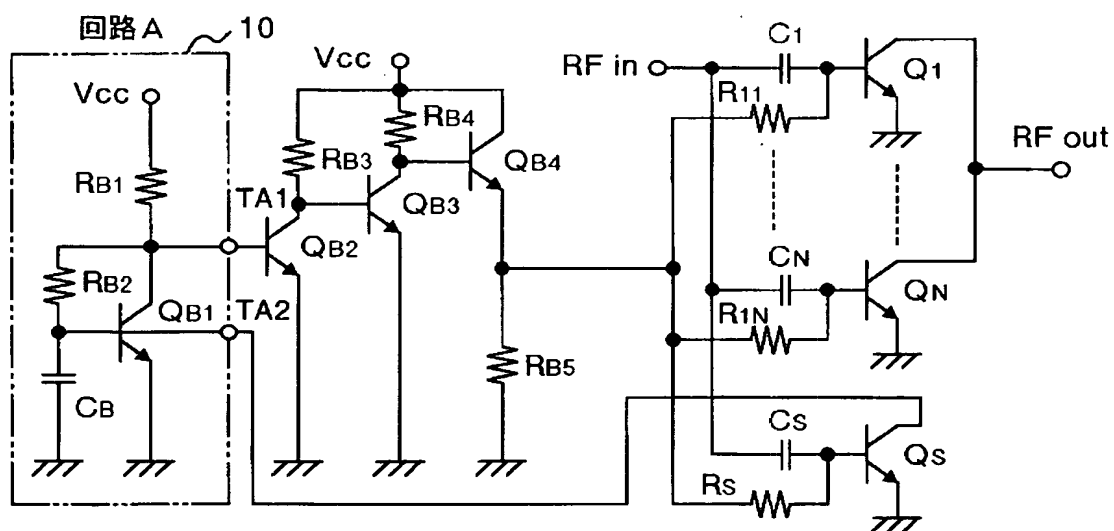 回路A
10
Vcc
RB1
RB2
QB1
CB
TA1
TA2
Vcc
RB3
RB4
QB2
QB3
QB4
RB5
RF in
C1
R11
Q1
RF out
CN
R1N
QN
CS
RS
QS